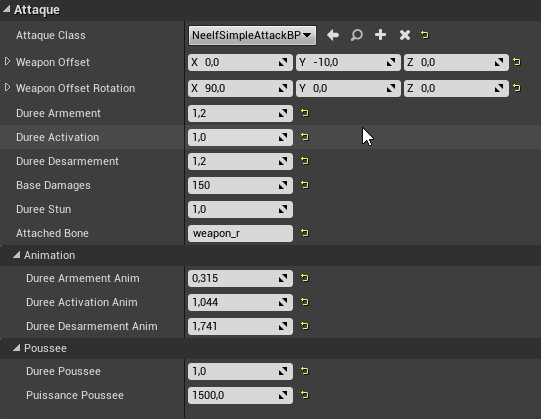 Attaque
Attaque Class NeelfSimpleAttackBP
Weapon Offset X 0,0 Y -10,0 Z 0,0
Weapon Offset Rotation X 90,0 Y 0,0 Z 0,0
Duree Armement 1,2
Duree Activation 1,0
Duree Desarmement 1,2
Base Damages 150
Duree Stun 1,0
Attached Bone weapon_r
Animation
Duree Armement Anim 0,315
Duree Activation Anim 1,044
Duree Desarmement Anim 1,741
Poussee
Duree Poussee 1,0
Puissance Poussee 1500,0